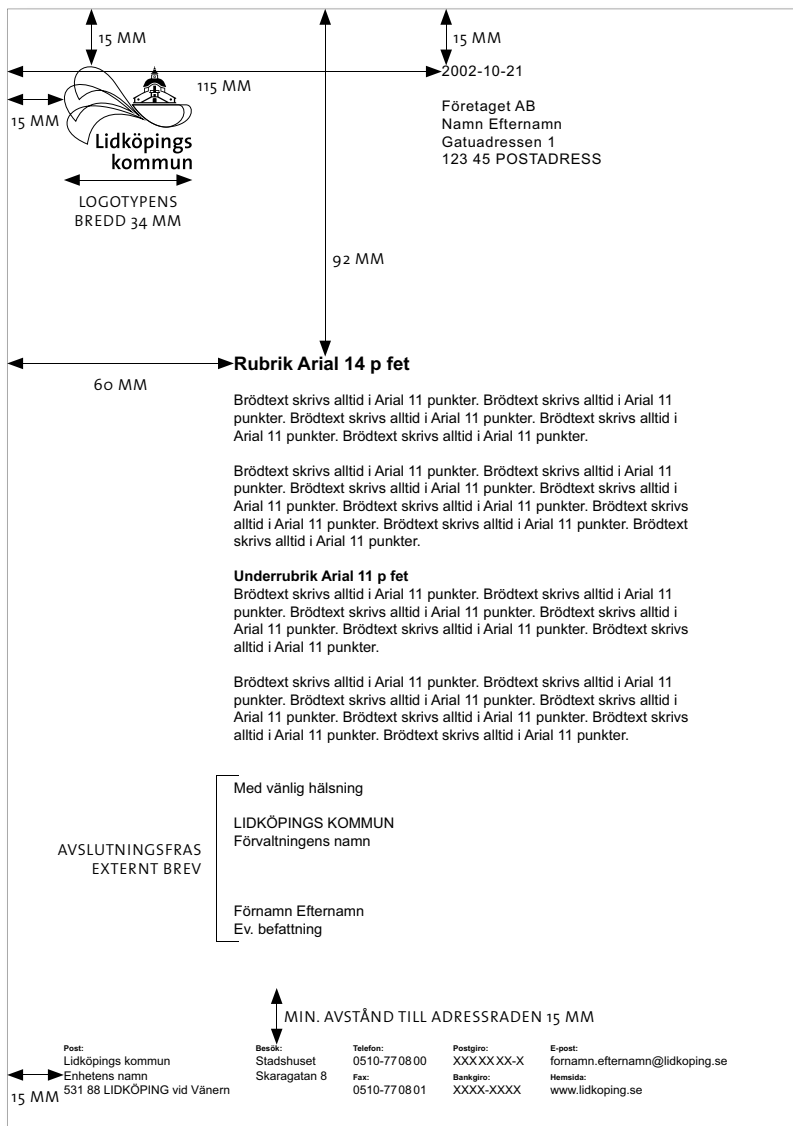 15 MM
15 MM
115 MM
2002-10-21
15 MM
Lidköpings
kommun
Företaget AB
Namn Efternamn
Gatuadressen 1
123 45 POSTADRESS
LOGOTYPENS
BREDD 34 MM
92 MM
Rubrik Arial 14 p fet
60 MM
Brödtext skrivs alltid i Arial 11 punkter. Brödtext skrivs alltid i Arial 11
punkter. Brödtext skrivs alltid i Arial 11 punkter. Brödtext skrivs alltid i
Arial 11 punkter. Brödtext skrivs alltid i Arial 11 punkter.
Brödtext skrivs alltid i Arial 11 punkter. Brödtext skrivs alltid i Arial 11
punkter. Brödtext skrivs alltid i Arial 11 punkter. Brödtext skrivs alltid i
Arial 11 punkter. Brödtext skrivs alltid i Arial 11 punkter. Brödtext skrivs
alltid i Arial 11 punkter. Brödtext skrivs alltid i Arial 11 punkter. Brödtext
skrivs alltid i Arial 11 punkter.
Underrubrik Arial 11 p fet
Brödtext skrivs alltid i Arial 11 punkter. Brödtext skrivs alltid i Arial 11
punkter. Brödtext skrivs alltid i Arial 11 punkter. Brödtext skrivs alltid i
Arial 11 punkter. Brödtext skrivs alltid i Arial 11 punkter. Brödtext skrivs
alltid i Arial 11 punkter.
Brödtext skrivs alltid i Arial 11 punkter. Brödtext skrivs alltid i Arial 11
punkter. Brödtext skrivs alltid i Arial 11 punkter. Brödtext skrivs alltid i
Arial 11 punkter. Brödtext skrivs alltid i Arial 11 punkter. Brödtext skrivs
alltid i Arial 11 punkter. Brödtext skrivs alltid i Arial 11 punkter.
Med vänlig hälsning
LIDKÖPINGS KOMMUN
Förvaltningens namn
AVSLUTNINGSFRAS
EXTERNT BREV
Förnamn Efternamn
Ev. befattning
MIN. AVSTÅND TILL ADRESSRADEN 15 MM
Post:
Lidköpings kommun
Enhetens namn
531 88 LIDKÖPING vid Vänern
15 MM
Besök:
Stadshuset
Skaragatan 8
Telefon:
0510-77 08 00
Fax:
0510-77 08 01
Postgiro:
XXX XX XX-X
Bankgiro:
XXXX-XXXX
E-post:
fornamn.efternamn@lidkoping.se
Hemsida:
www.lidkoping.se